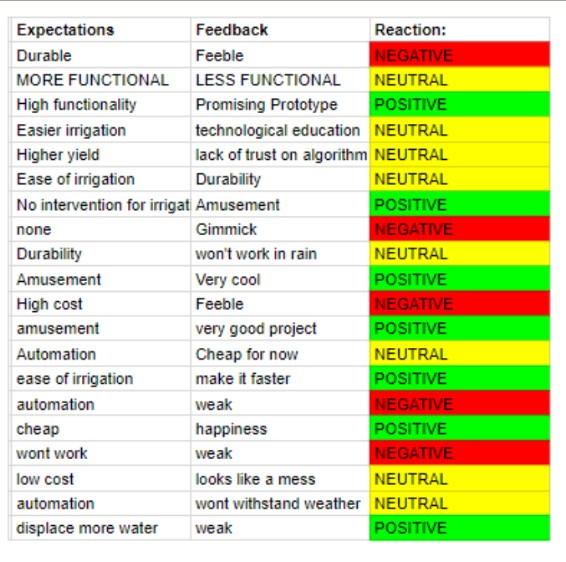 Expectations Feedback Reaction:
Durable Feeble NEGATIVE
MORE FUNCTIONAL LESS FUNCTIONAL NEUTRAL
High functionality Promising Prototype POSITIVE
Easier irrigation technological education NEUTRAL
Higher yield lack of trust on algorithm NEUTRAL
Ease of irrigation Durability NEUTRAL
No intervention for irrigat Amusement POSITIVE
none Gimmick NEGATIVE
Durability won't work in rain NEUTRAL
Amusement Very cool POSITIVE
High cost Feeble NEGATIVE
amusement very good project POSITIVE
Automation Cheap for now NEUTRAL
ease of irrigation make it faster POSITIVE
automation weak NEGATIVE
cheap happiness POSITIVE
wont work weak NEGATIVE
low cost looks like a mess NEUTRAL
automation wont withstand weather NEUTRAL
displace more water weak POSITIVE